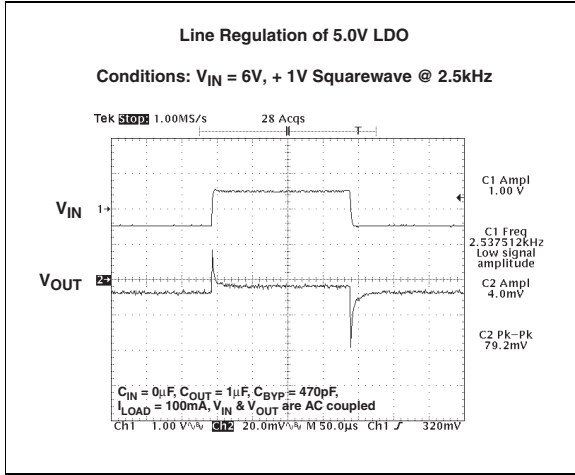 Line Regulation of 5.0V LDO
Conditions: VIN = 6V, + 1V Squarewave @ 2.5kHz
Tek Stop: 1.00MS/s 28 Acqs
T
C1 Ampl
1.00 V
VIN 1
C1 Freq
2.537512kHz
Low signal
amplitude
VOUT 2
C2 Ampl
4.0mV
C2 Pk-Pk
79.2mV
CIN = 0μF, COUT = 1μF, CBYP = 470pF,
ILOAD = 100mA, VIN & VOUT are AC coupled
Ch1 1.00 V Ch2 20.0mV M 50.0μs Ch1 320mV